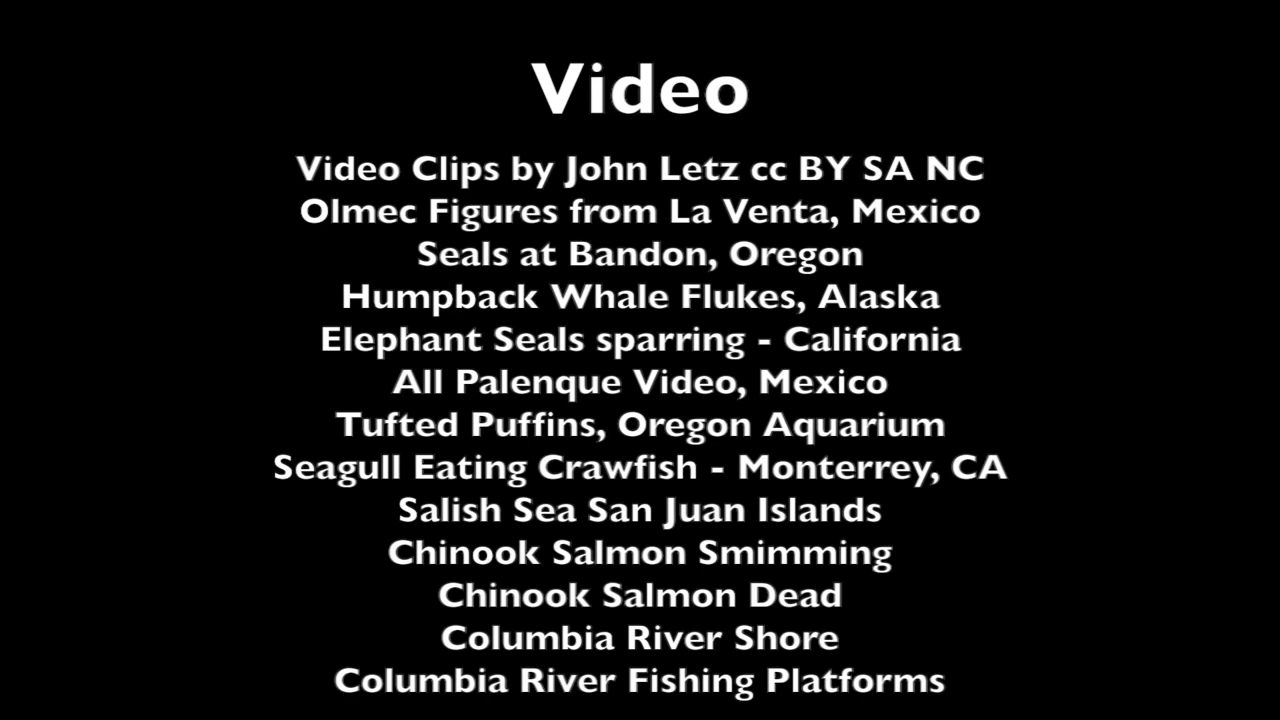 Video
Video Clips by John Letz cc BY SA NC
Olmec Figures from La Venta, Mexico
Seals at Bandon, Oregon
Humpback Whale Flukes, Alaska
Elephant Seals sparring - California
All Palenque Video, Mexico
Tufted Puffins, Oregon Aquarium
Seagull Eating Crawfish - Monterrey, CA
Salish Sea San Juan Islands
Chinook Salmon Smimming
Chinook Salmon Dead
Columbia River Shore
Columbia River Fishing Platforms